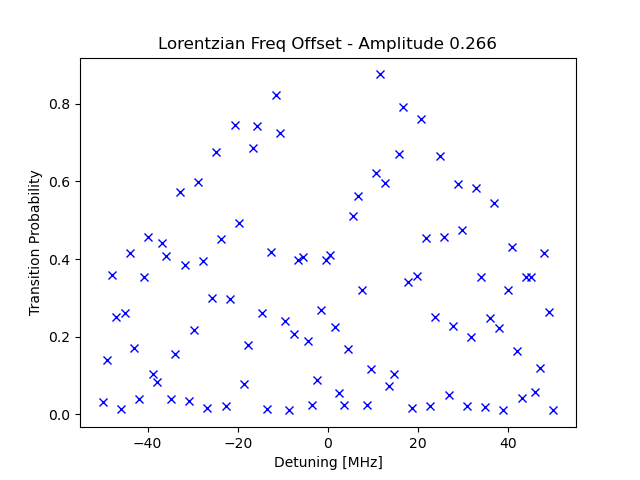 Lorentzian Freq Offset - Amplitude 0.266
Transition Probability
0.8
0.6
0.4
0.2
0.0
−40 −20 0 20 40
Detuning [MHz]